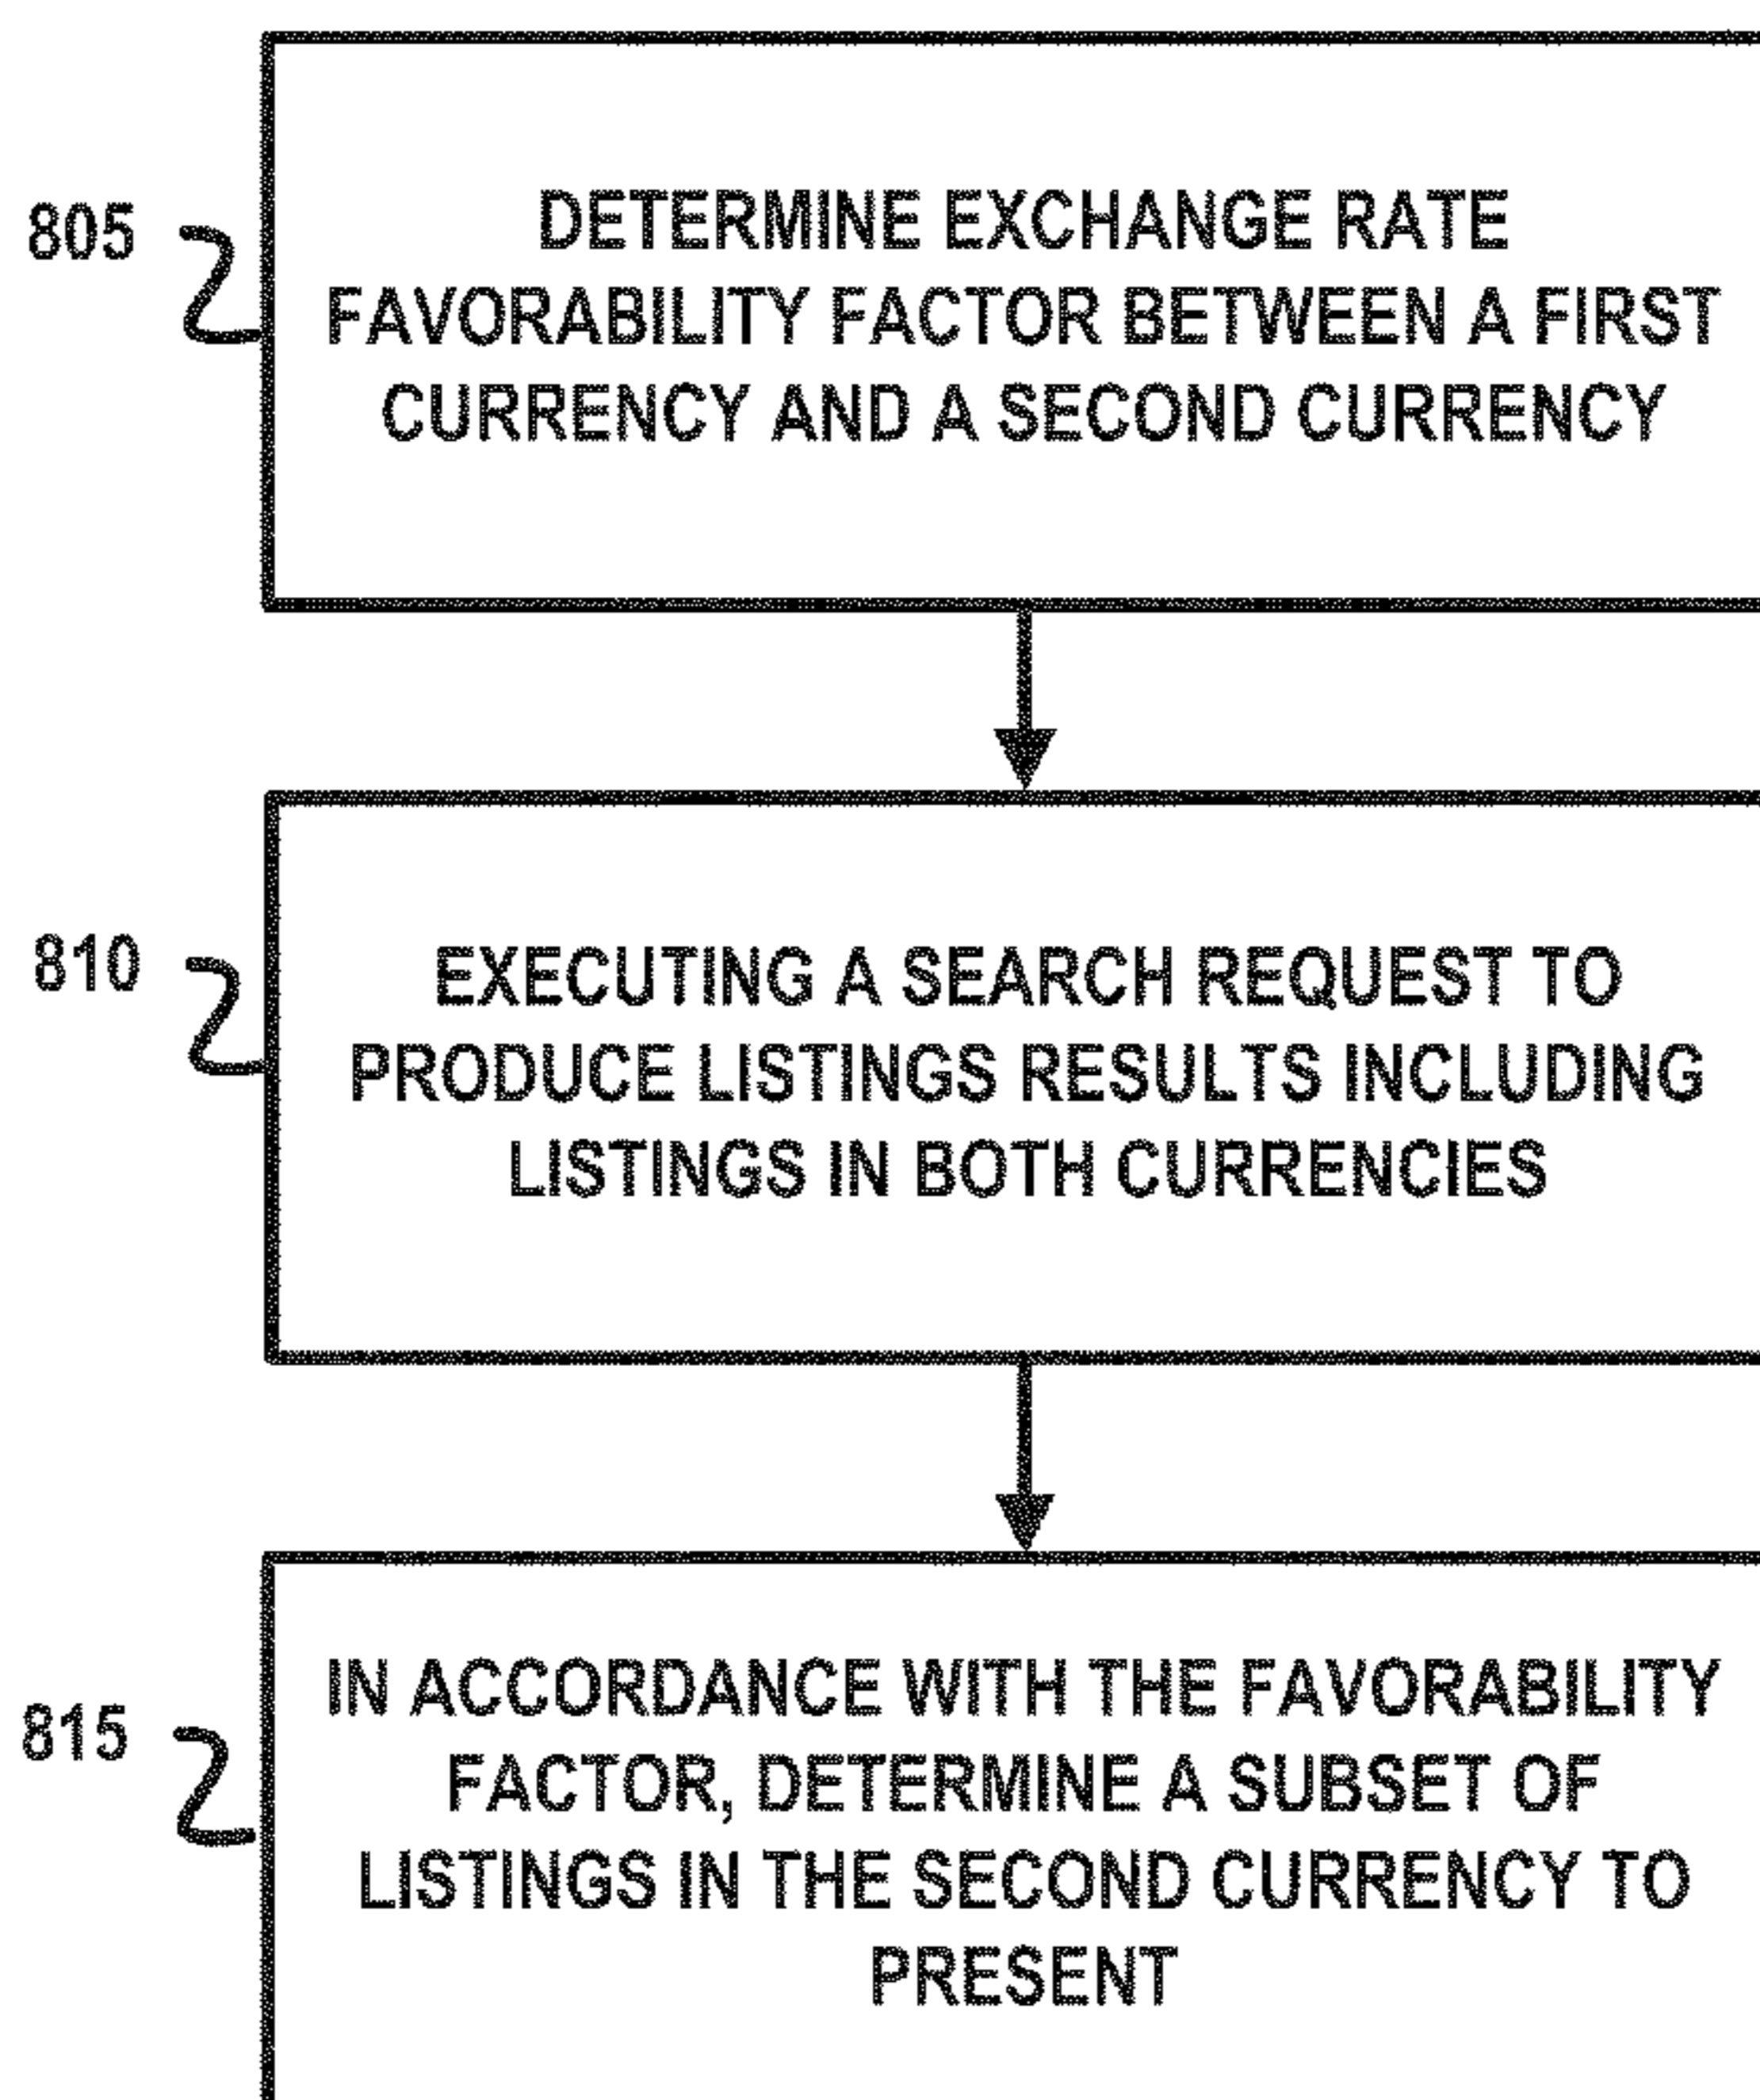 805
DETERMINE EXCHANGE RATE
FAVORABILITY FACTOR BETWEEN A FIRST
CURRENCY AND A SECOND CURRENCY
810
EXECUTING A SEARCH REQUEST TO
PRODUCE LISTINGS RESULTS INCLUDING
LISTINGS IN BOTH CURRENCIES
815
IN ACCORDANCE WITH THE FAVORABILITY
FACTOR, DETERMINE A SUBSET OF
LISTINGS IN THE SECOND CURRENCY TO
PRESENT